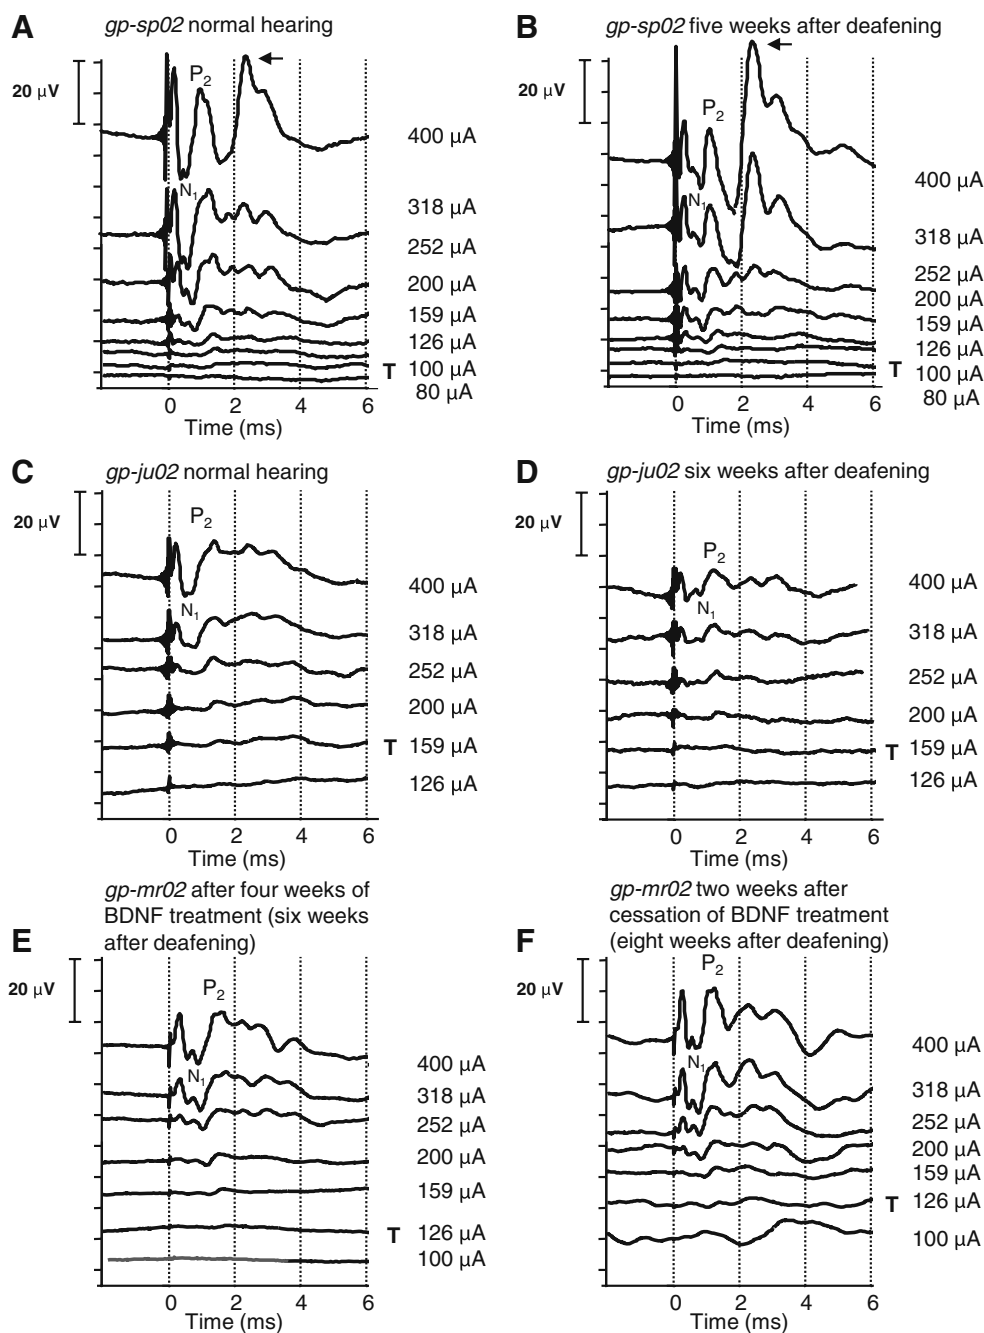 A
gp-sp02 normal hearing
20 µV
P2
N1
400 µA
318 µA
252 µA
200 µA
159 µA
126 µA
T 100 µA
80 µA
0 2 4 6
Time (ms)
B
gp-sp02 five weeks after deafening
20 µV
P2
N1
400 µA
318 µA
252 µA
200 µA
159 µA
126 µA
T 100 µA
80 µA
0 2 4 6
Time (ms)
C
gp-ju02 normal hearing
20 µV
P2
N1
400 µA
318 µA
252 µA
200 µA
T 159 µA
126 µA
0 2 4 6
Time (ms)
D
gp-ju02 six weeks after deafening
20 µV
P2
N1
400 µA
318 µA
252 µA
200 µA
T 159 µA
126 µA
0 2 4 6
Time (ms)
E
gp-mr02 after four weeks of
BDNF treatment (six weeks
after deafening)
20 µV
P2
N1
400 µA
318 µA
252 µA
200 µA
159 µA
T 126 µA
100 µA
0 2 4 6
Time (ms)
F
gp-mr02 two weeks after
cessation of BDNF treatment
(eight weeks after deafening)
20 µV
P2
N1
400 µA
318 µA
252 µA
200 µA
159 µA
T 126 µA
100 µA
0 2 4 6
Time (ms)